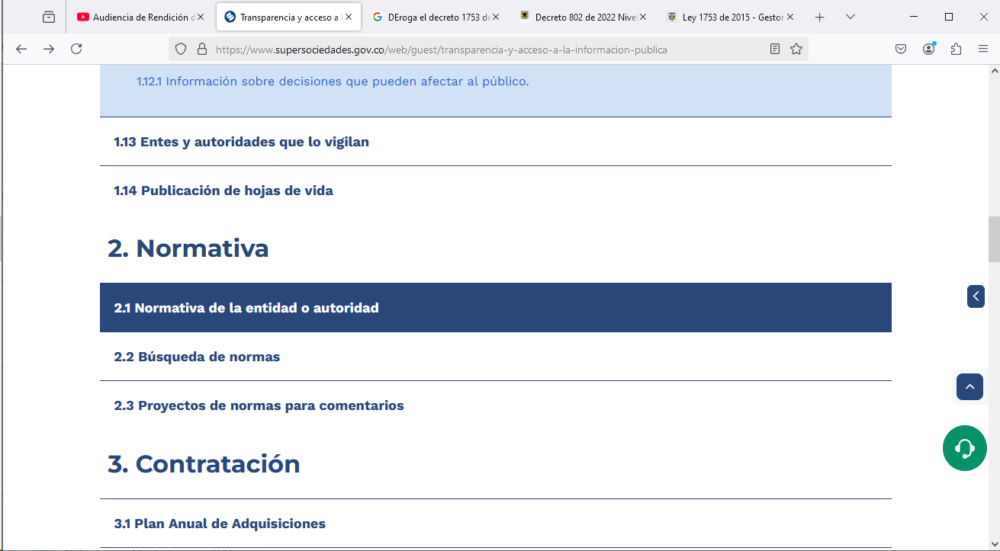 Audiencia de Rendición d
Transparencia y acceso a l
DEroga el decreto 1753 de
Decreto 802 de 2022 Nivel
Ley 1753 de 2015 - Gestor
https://www.supersociedades.gov.co/web/guest/transparencia-y-acceso-a-la-informacion-publica
1.12.1 Información sobre decisiones que pueden afectar al público.
1.13 Entes y autoridades que lo vigilan
1.14 Publicación de hojas de vida
2. Normativa
2.1 Normativa de la entidad o autoridad
2.2 Búsqueda de normas
2.3 Proyectos de normas para comentarios
3. Contratación
3.1 Plan Anual de Adquisiciones